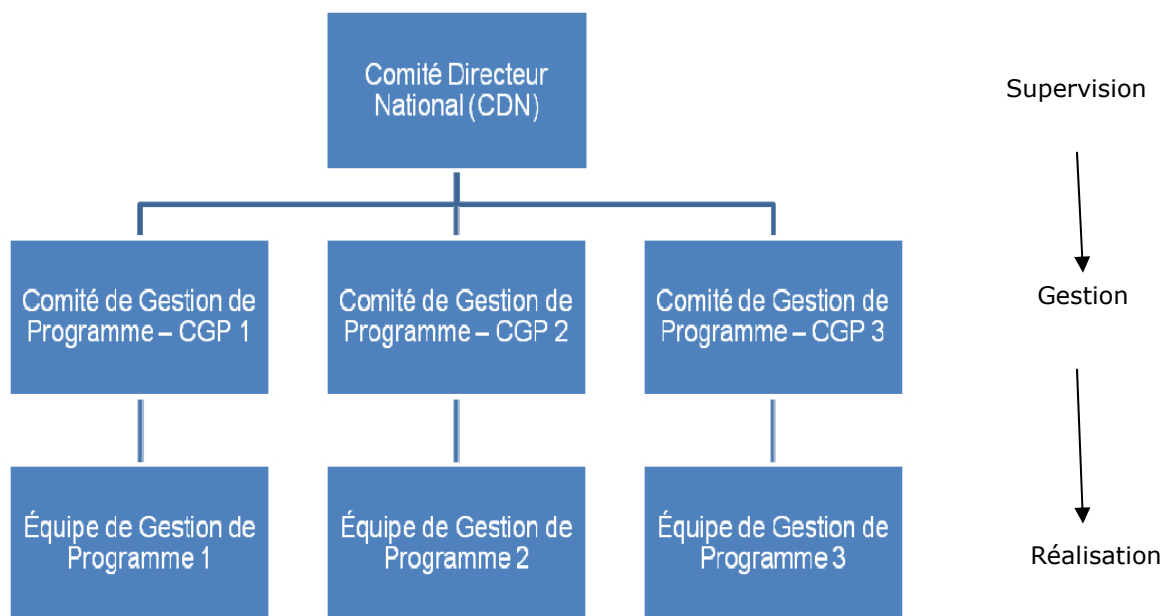 Comité Directeur
National (CDN)
Supervision
Comité de Gestion de
Programme – CGP 1
Comité de Gestion de
Programme – CGP 2
Comité de Gestion de
Programme – CGP 3
Gestion
Équipe de Gestion de
Programme 1
Équipe de Gestion de
Programme 2
Équipe de Gestion de
Programme 3
Réalisation